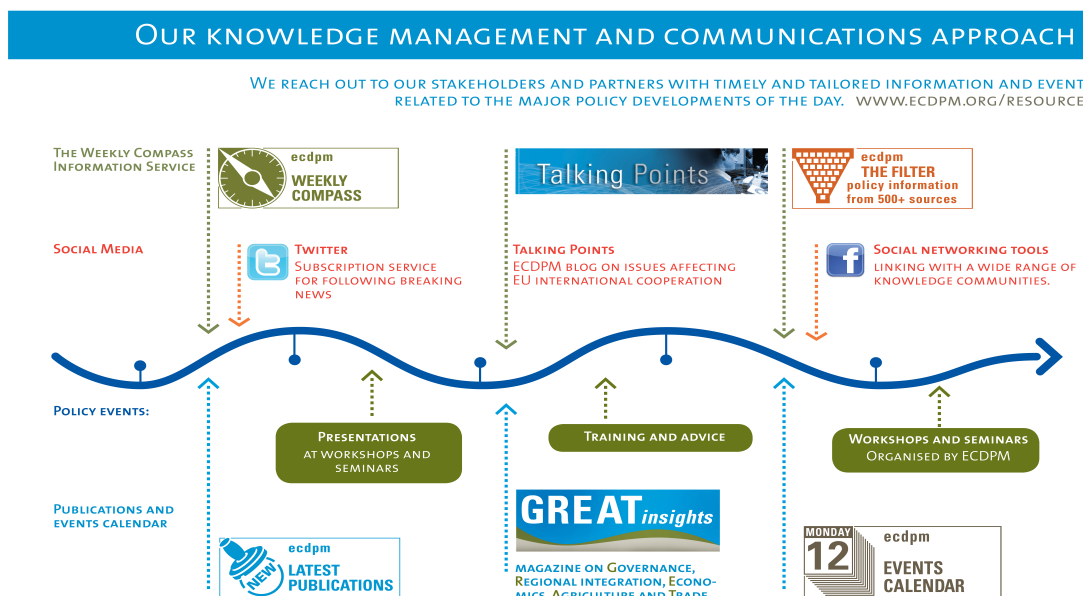 Our knowledge management and communications approach
We reach out to our stakeholders and partners with timely and tailored information and event
related to the major policy developments of the day. www.ecdpm.org/resource
The Weekly Compass
Information Service
ecdpm
WEEKLY
COMPASS
Talking Points
ecdpm
THE FILTER
policy information
from 500+ sources
Social Media
Twitter
Subscription service
for following breaking
news
Talking Points
ECDPM blog on issues affecting
EU international cooperation
Social networking tools
linking with a wide range of
knowledge communities.
Policy events:
Presentations
at workshops and
seminars
Training and advice
Workshops and seminars
Organised by ECDPM
Publications and
events calendar
NEW
ecdpm
LATEST
PUBLICATIONS
GREAT insights
magazine on Governance,
Regional integration, Econo-
mics, Agriculture and Trade
MONDAY
12
ecdpm
EVENTS
CALENDAR